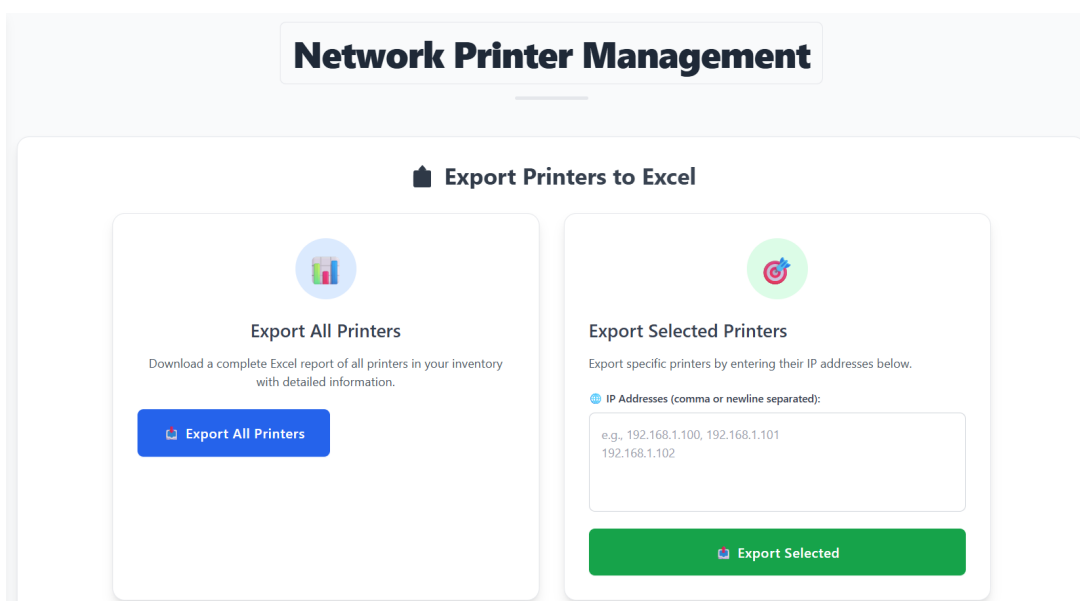 Network Printer Management
Export Printers to Excel
Export All Printers
Download a complete Excel report of all printers in your inventory
with detailed information.
Export All Printers
Export Selected Printers
Export specific printers by entering their IP addresses below.
IP Addresses (comma or newline separated):
e.g., 192.168.1.100, 192.168.1.101
192.168.1.102
Export Selected